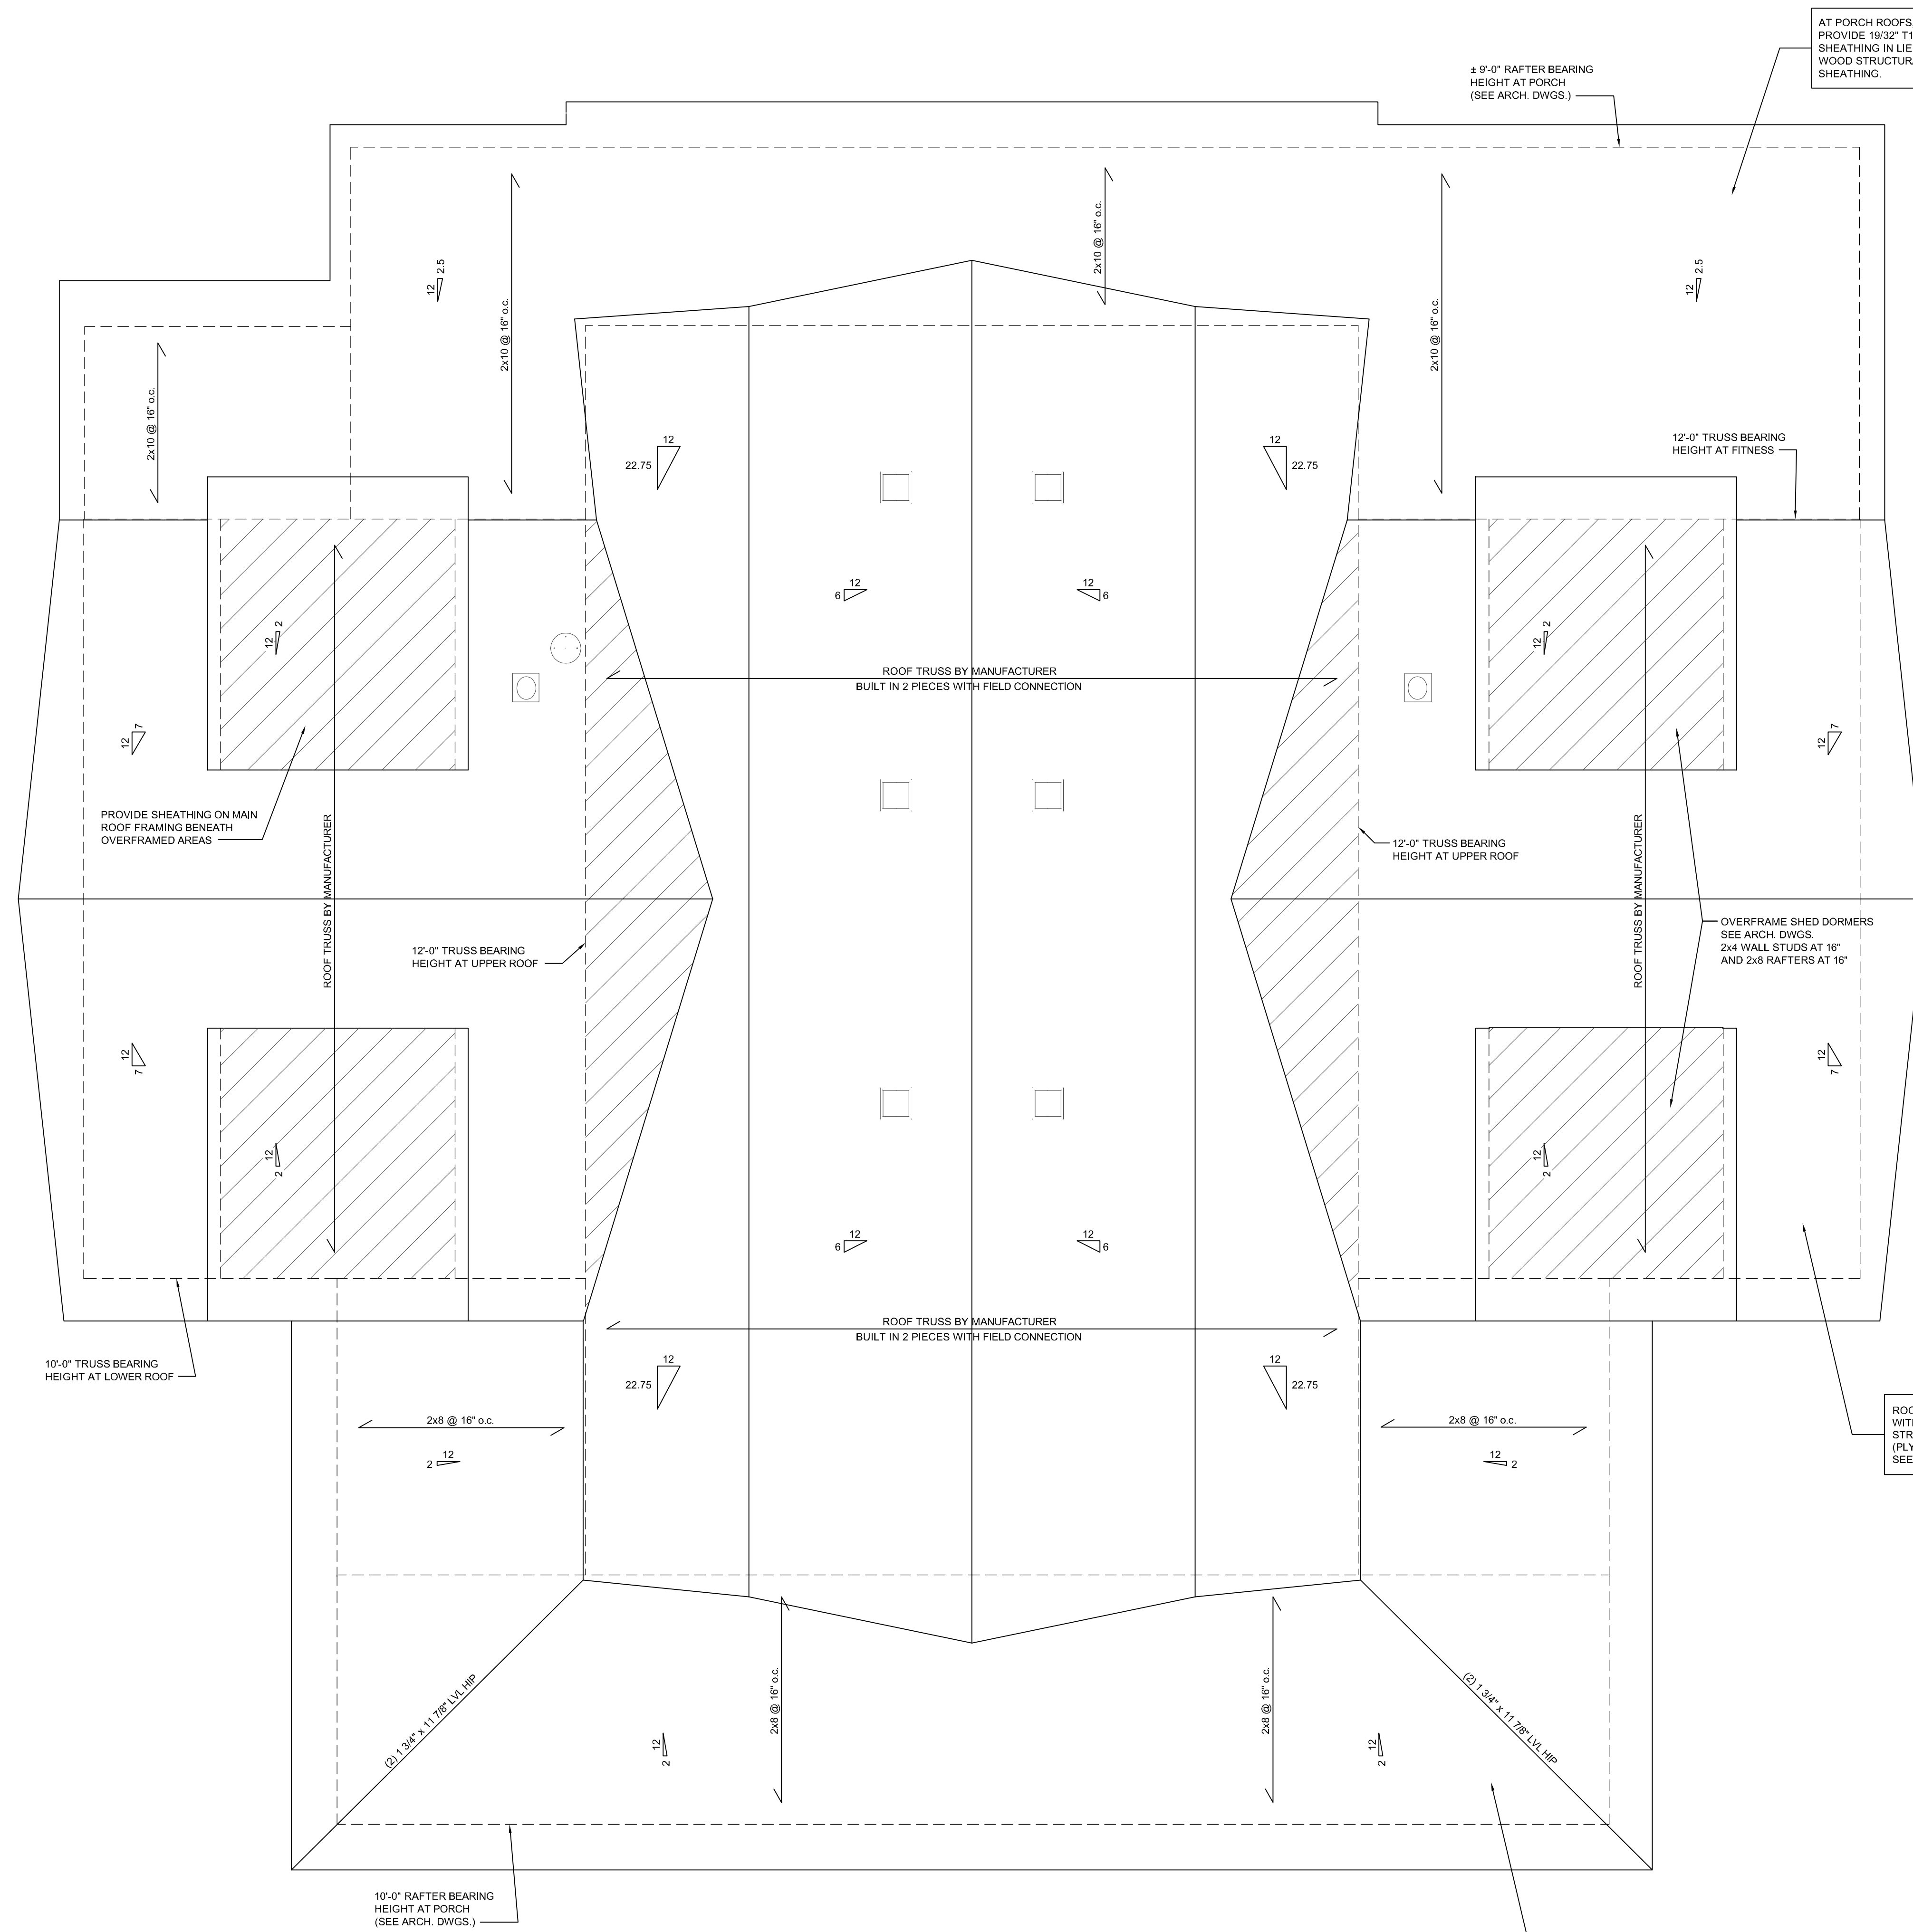 AT PORCH ROOFS
PROVIDE 19/32"
SHEATHING IN
WOOD
SHEATHING.
± 9'-0" RAFTER BEARING
HEIGHT AT PORCH
(SEE ARCH. DWGS.)
2x10 @ 16" o.c.
2x10 @ 16" o.c.
2x10 @ 16" o.c.
2x10 @ 16" o.c.
12
2.5
12
2.5
12
22.75
12
22.75
12'-0" TRUSS BEARING
HEIGHT AT FITNESS
12
6
12
6
12
2
12
2
ROOF TRUSS BY MANUFACTURER
BUILT IN 2 PIECES WITH FIELD CONNECTION
12
7
12
7
PROVIDE SHEATHING ON MAIN
ROOF FRAMING BENEATH
OVERFRAMED AREAS
ROOF TRUSS BY MANUFACTURER
ROOF TRUSS BY MANUFACTURER
12'-0" TRUSS BEARING
HEIGHT AT UPPER ROOF
12'-0" TRUSS BEARING
HEIGHT AT UPPER ROOF
OVERFRAME SHED DORMERS
SEE ARCH. DWGS.
2x4 WALL STUDS AT 16"
AND 2x8 RAFTERS AT 16"
12
7
12
7
12
2
12
2
12
6
12
6
ROOF TRUSS BY MANUFACTURER
BUILT IN 2 PIECES WITH FIELD CONNECTION
10'-0" TRUSS BEARING
HEIGHT AT LOWER ROOF
12
22.75
12
22.75
2x8 @ 16" o.c.
12
2
2x8 @ 16" o.c.
12
2
(PLY
SEE
(2) 1 3/4" x 11 7/8" LVL HIP
2x8 @ 16" o.c.
2x8 @ 16" o.c.
(2) 1 3/4" x 11 7/8" LVL HIP
12
2
12
2
10'-0" RAFTER BEARING
HEIGHT AT PORCH
(SEE ARCH. DWGS.)